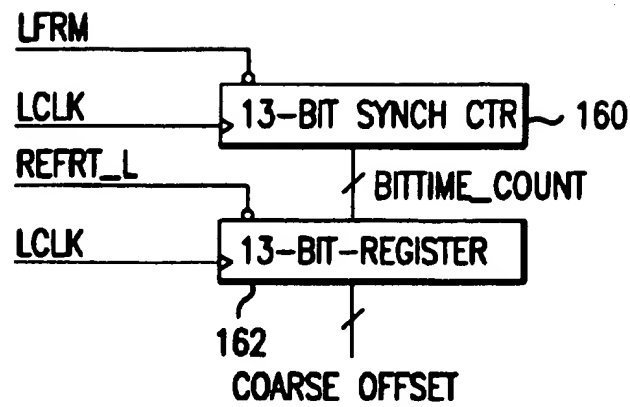 LFRM
LCLK
13-BIT SYNCH CTR
160
REFRT_L
BITTIME_COUNT
LCLK
13-BIT-REGISTER
162
COARSE OFFSET